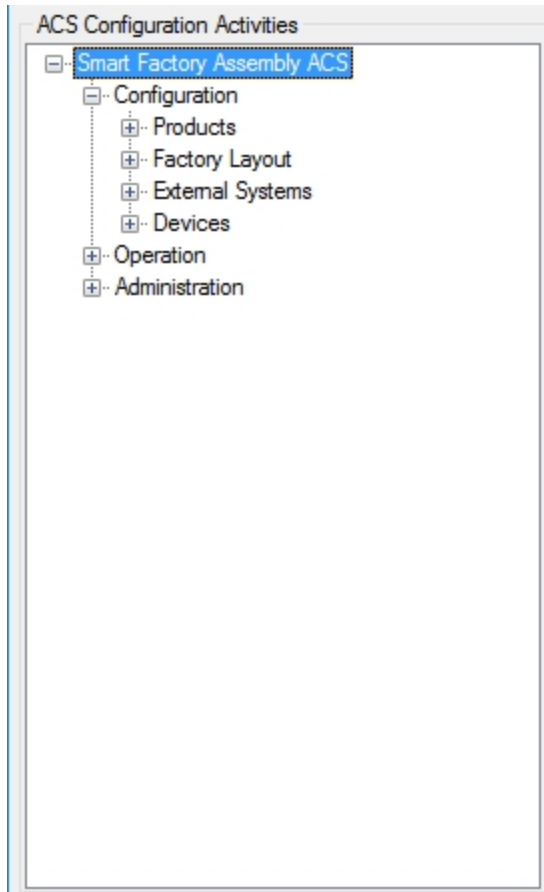 ACS Configuration Activities
Smart Factory Assembly ACS
Configuration
Products
Factory Layout
External Systems
Devices
Operation
Administration